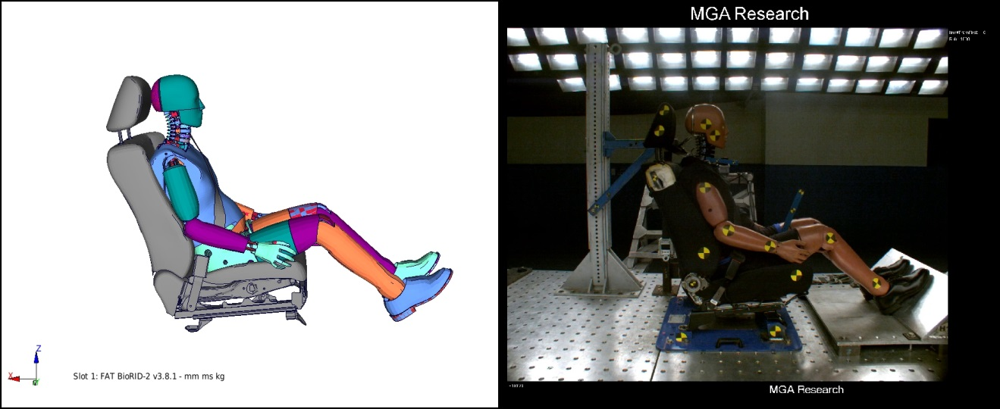 MGA Research
Z
X
Slot 1: FAT BioRID-2 v3.8.1 - mm ms kg
MGA Research